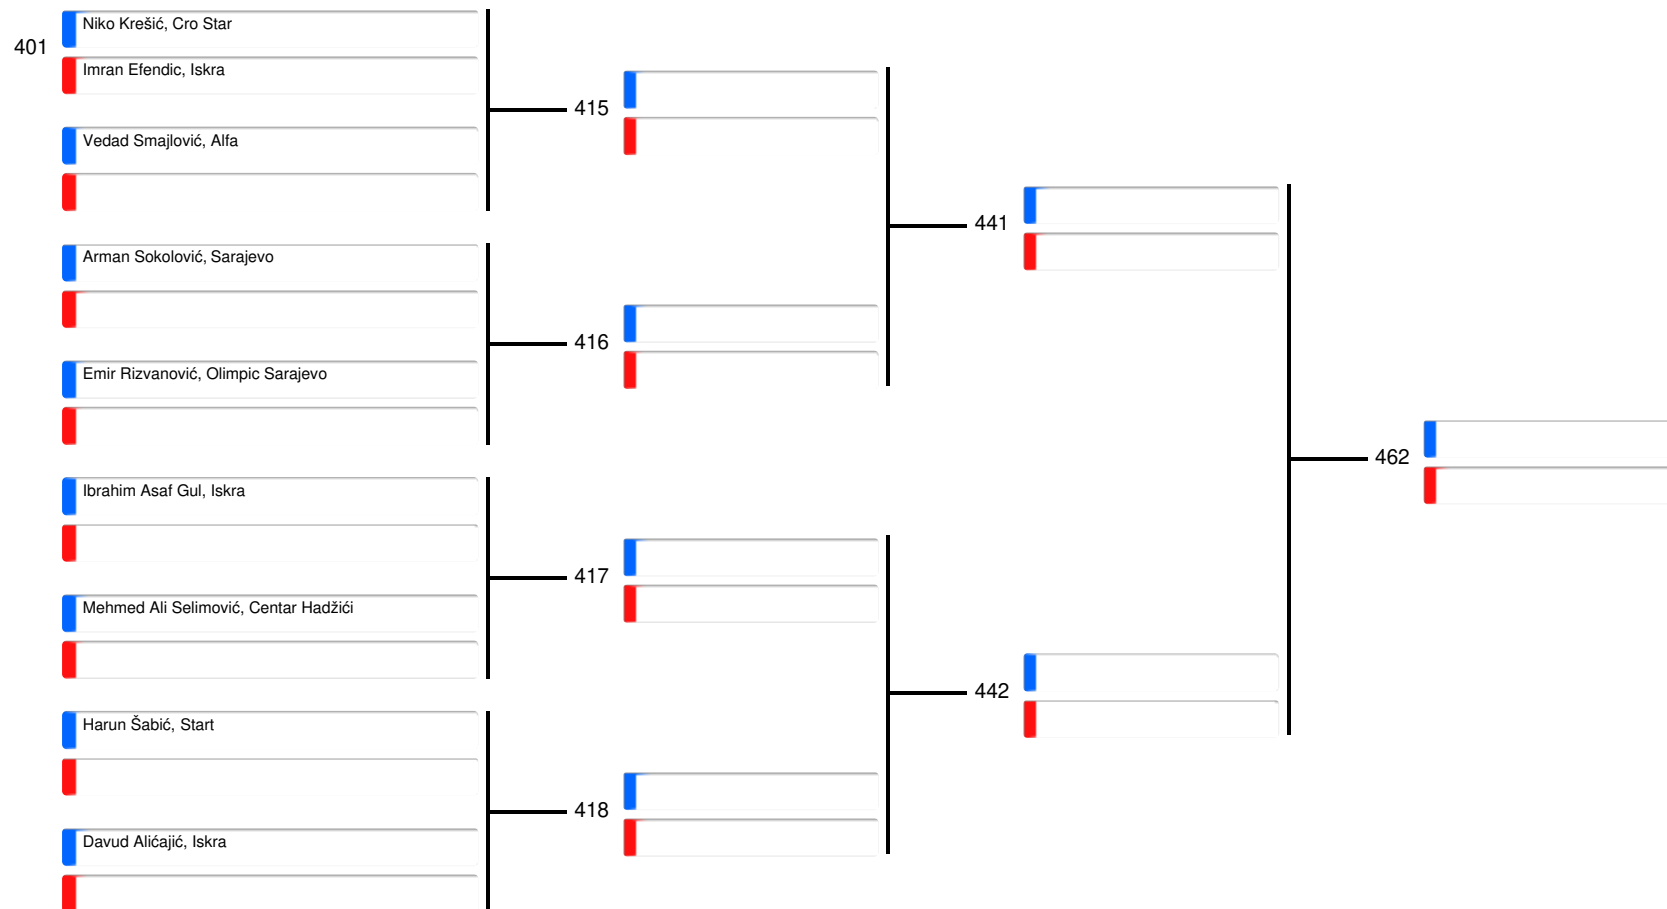 Niko Krešić, Cro Star
401
Imran Efendic, Iskra
415
Vedad Smajlović, Alfa
441
Arman Sokolović, Sarajevo
416
Emir Rizvanović, Olimpic Sarajevo
462
Ibrahim Asaf Gul, Iskra
417
Mehmed Ali Selimović, Centar Hadžići
442
Harun Šabić, Start
418
Davud Alićajić, Iskra